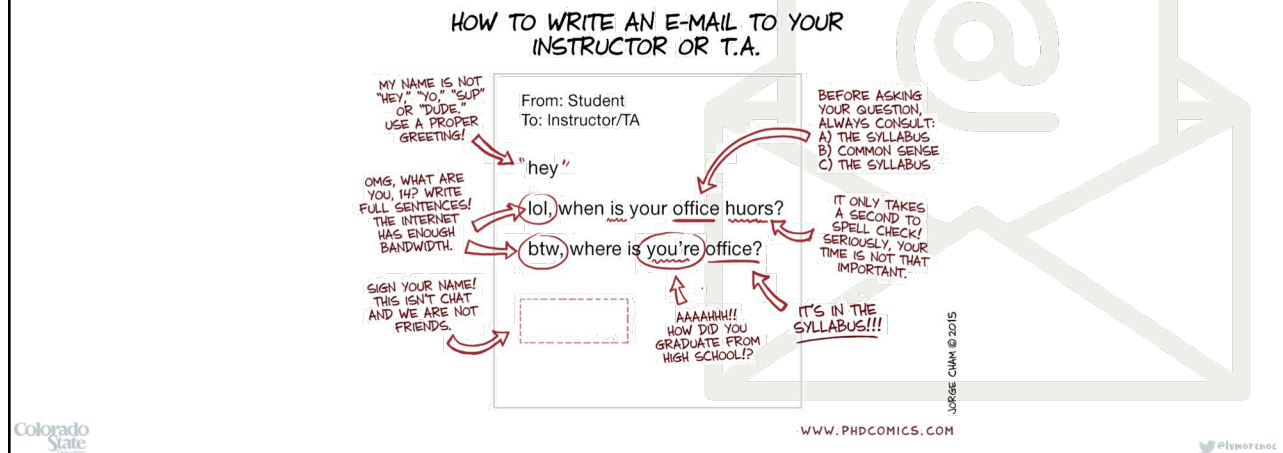 HOW TO WRITE AN E-MAIL TO YOUR
INSTRUCTOR OR T.A.
MY NAME IS NOT
"HEY," "YO," "SUP"
OR "DUDE."
USE A PROPER
GREETING!
From: Student
To: Instructor/TA
BEFORE ASKING
YOUR QUESTION,
ALWAYS CONSULT:
A) THE SYLLABUS
B) COMMON SENSE
C) THE SYLLABUS
"hey"
OMG, WHAT ARE
YOU, 14? WRITE
FULL SENTENCES!
THE INTERNET
HAS ENOUGH
BANDWIDTH.
lol, when is your office huors?
btw, where is you're office?
IT ONLY TAKES
A SECOND TO
SPELL CHECK!
SERIOUSLY, YOUR
TIME IS NOT THAT
IMPORTANT.
SIGN YOUR NAME!
THIS ISN'T CHAT
AND WE ARE NOT
FRIENDS.
AAAAHHH!!
HOW DID YOU
GRADUATE FROM
HIGH SCHOOL!?
IT'S IN THE
SYLLABUS!!!
JORGE CHAM © 2015
WWW.PHDCOMICS.COM
Colorado
State